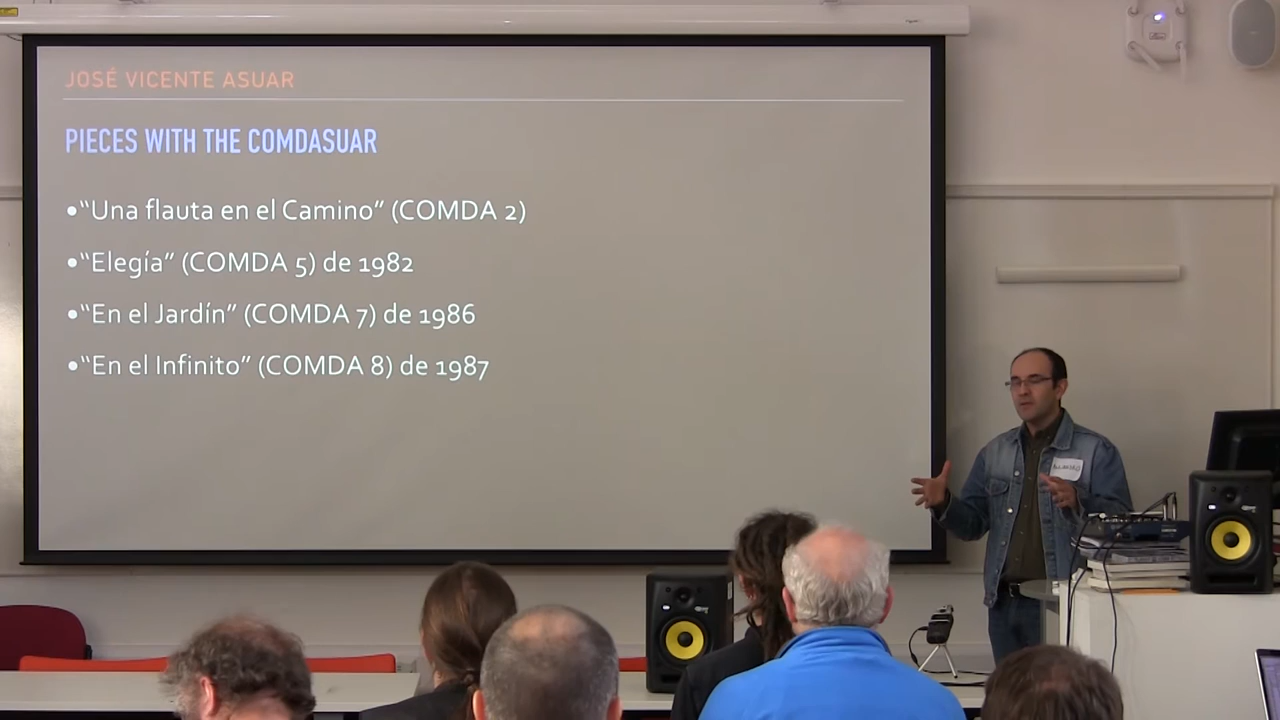 JOSÉ VICENTE ASUAR
PIECES WITH THE COMDASUAR
•“Una flauta en el Camino” (COMDA 2)
•“Elegía” (COMDA 5) de 1982
•“En el Jardín” (COMDA 7) de 1986
•“En el Infinito” (COMDA 8) de 1987